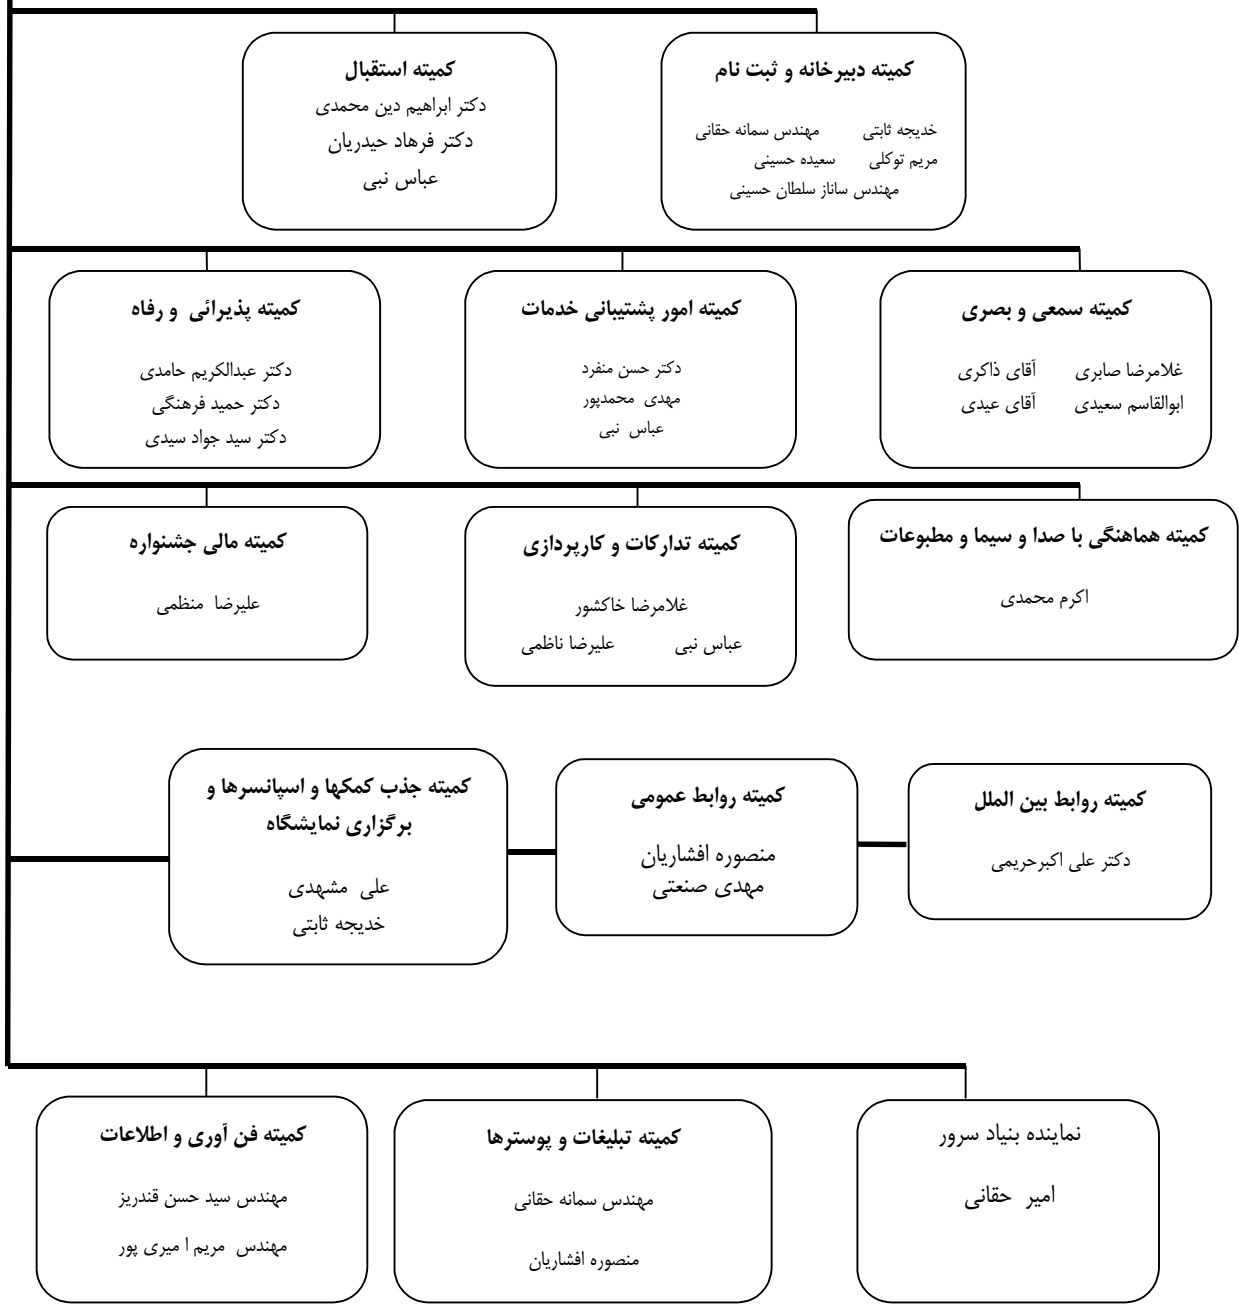 کمیته دبیرخانه و ثبت نام
خدیجه ثابتی مهندس سمانه حقانی
مریم توکلی سعیده حسینی
مهندس ساناز سلطان حسینی
کمیته استقبال
دکتر ابراهیم دین محمدی
دکتر فرهاد حیدریان
عباس نبی
کمیته سمعی و بصری
غلامرضا صابری آقای ذاکری
ابوالقاسم سعیدی آقای عیدی
کمیته امور پشتیبانی خدمات
دکتر حسن منفرد
مهدی محمدپور
عباس نبی
کمیته پذیرائی و رفاه
دکتر عبدالکریم حامدی
دکتر حمید فرهنگی
دکتر سید جواد سیدی
کمیته هماهنگی با صدا و سیما و مطبوعات
اکرم محمدی
کمیته تدارکات و کارپردازی
غلامرضا خاکشور
عباس نبی علیرضا ناظمی
کمیته مالی جشنواره
علیرضا منظمی
کمیته روابط بین الملل
دکتر علی اکبرحریمی
کمیته روابط عمومی
منصوره افشاریان
مهدی صنعتی
کمیته جذب کمکها و اسپانسرها و
برگزاری نمایشگاه
علی مشهدی
خدیجه ثابتی
نماینده بنیاد سرور
امیر حقانی
کمیته تبلیغات و پوسترها
مهندس سمانه حقانی
منصوره افشاریان
کمیته فن آوری و اطلاعات
مهندس سید حسن قندریز
مهندس مریم ا میری پور